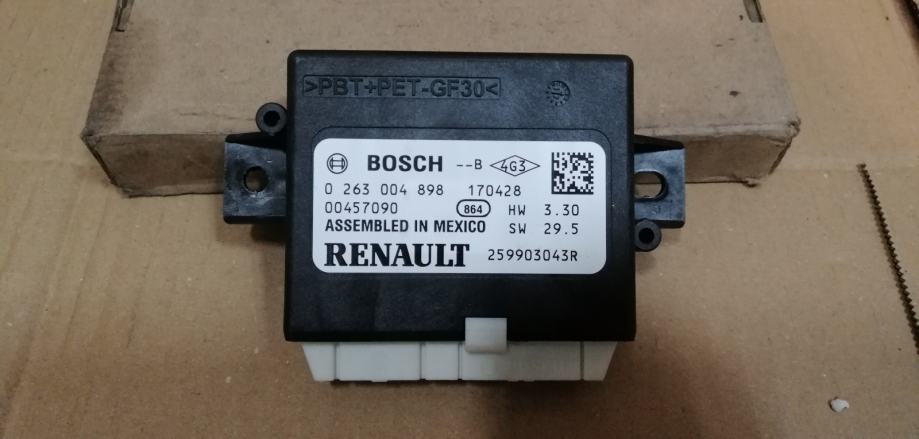 >PBT+PET-GF30<
BOSCH --B 4G3
0 263 004 898 170428
00457090 864 HW 3.30
ASSEMBLED IN MEXICO SW 29.5
RENAULT 259903043R